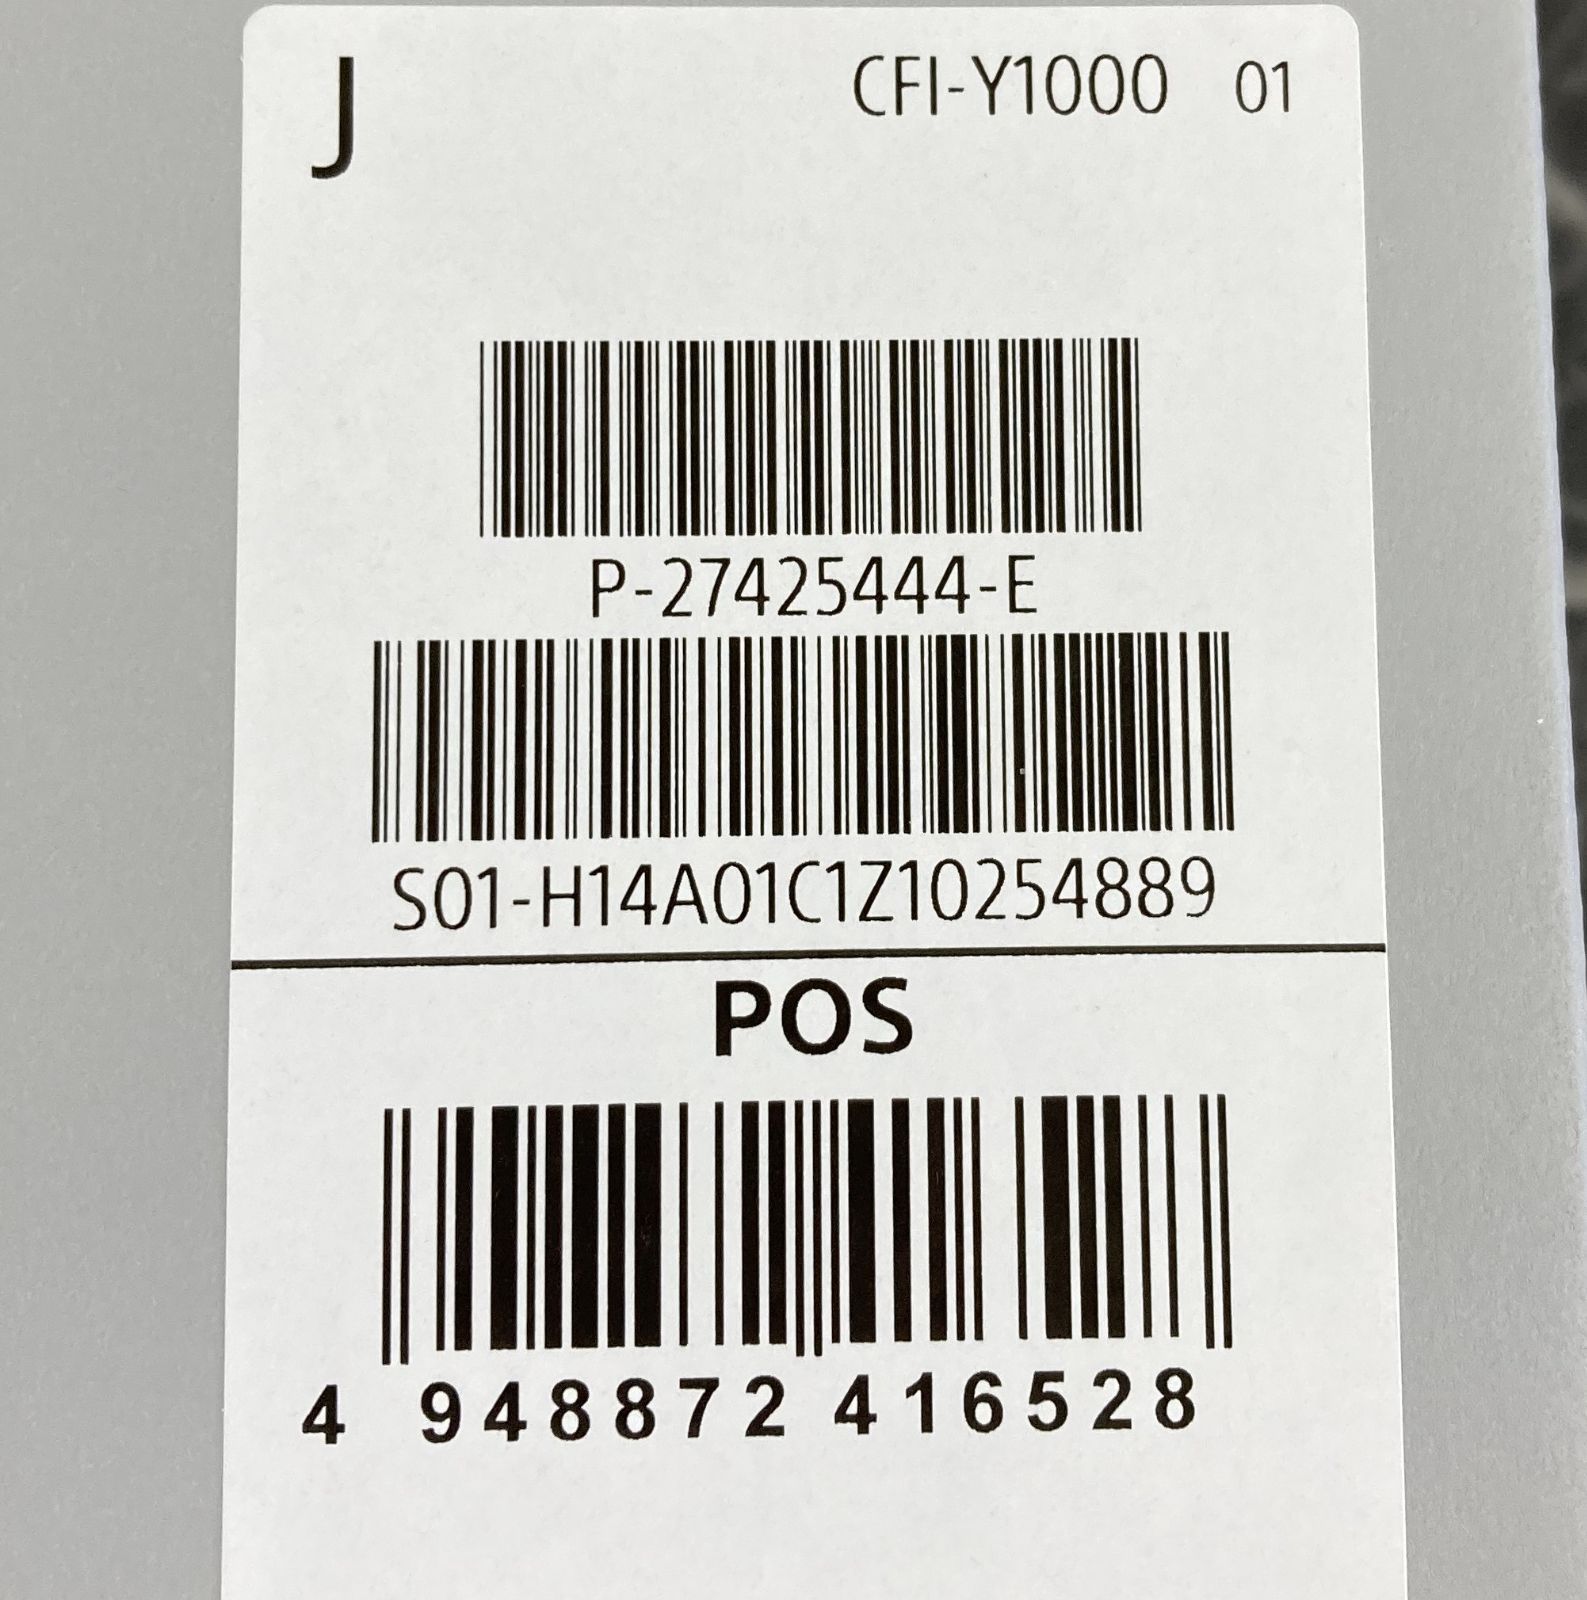 J
CFI-Y1000 01
P-27425444-E
S01-H14A01C1Z10254889
POS
4 948872 416528